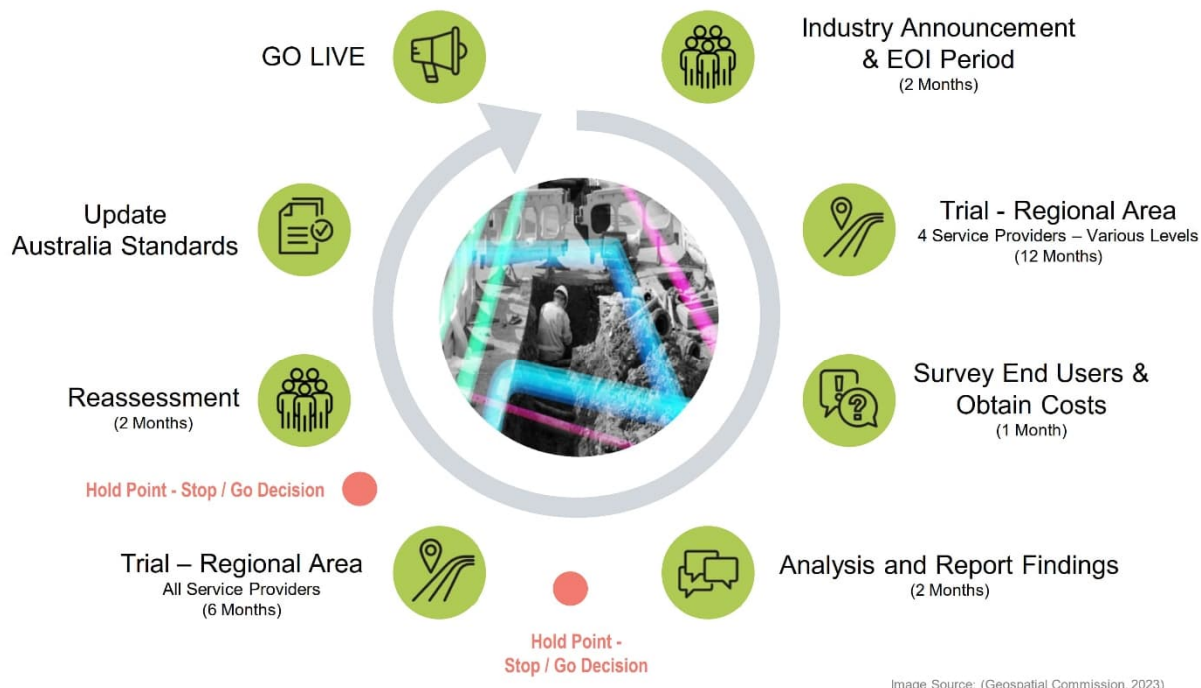 GO LIVE
Industry Announcement
& EOI Period
(2 Months)
Update
Australia Standards
Trial - Regional Area
4 Service Providers – Various Levels
(12 Months)
Reassessment
(2 Months)
Survey End Users &
Obtain Costs
(1 Month)
Hold Point - Stop / Go Decision
Trial – Regional Area
All Service Providers
(6 Months)
Analysis and Report Findings
(2 Months)
Hold Point -
Stop / Go Decision
Image Source: (Geospatial Commission, 2023)